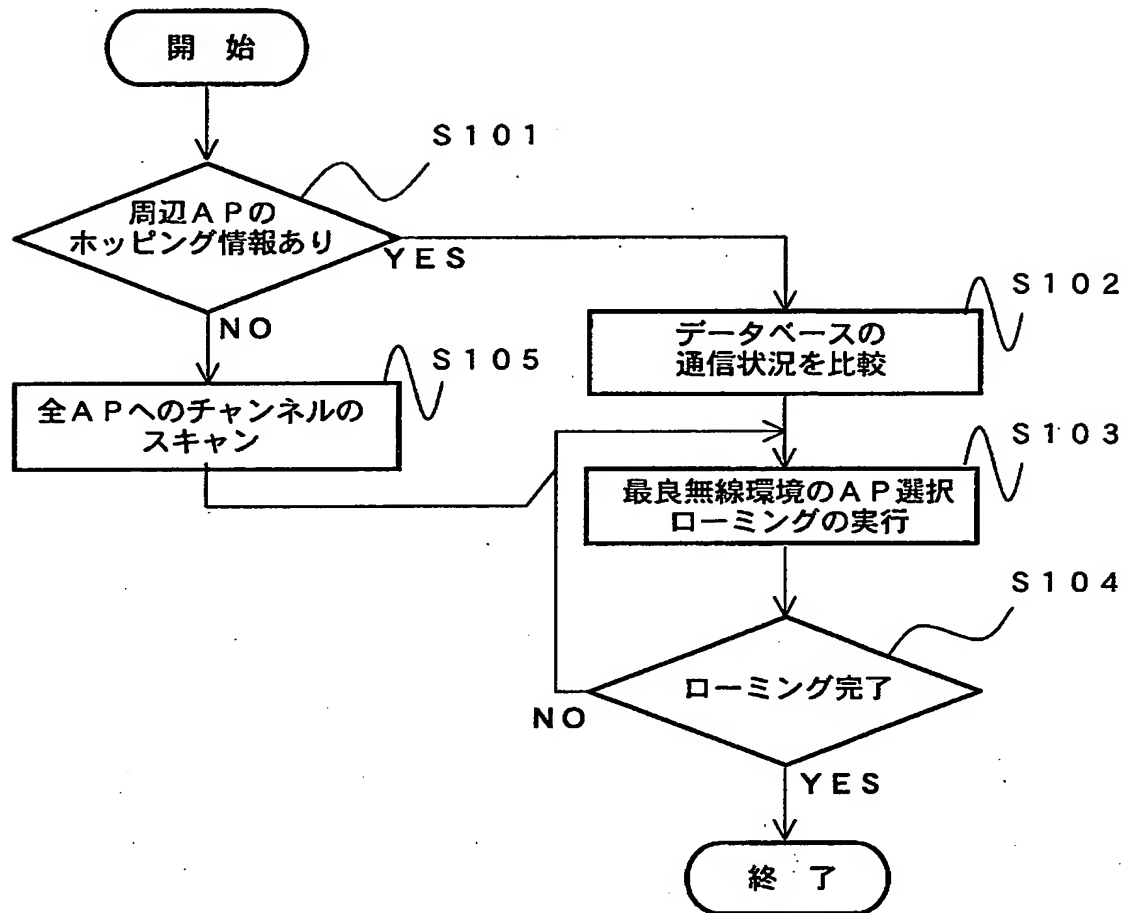 開 始
S101
周辺APの
ホッピング情報あり
YES
NO
S102
データベースの
通信状況を比較
S105
全APへのチャンネルの
スキャン
S103
最良無線環境のAP選択
ローミングの実行
S104
ローミング完了
NO
YES
終 了